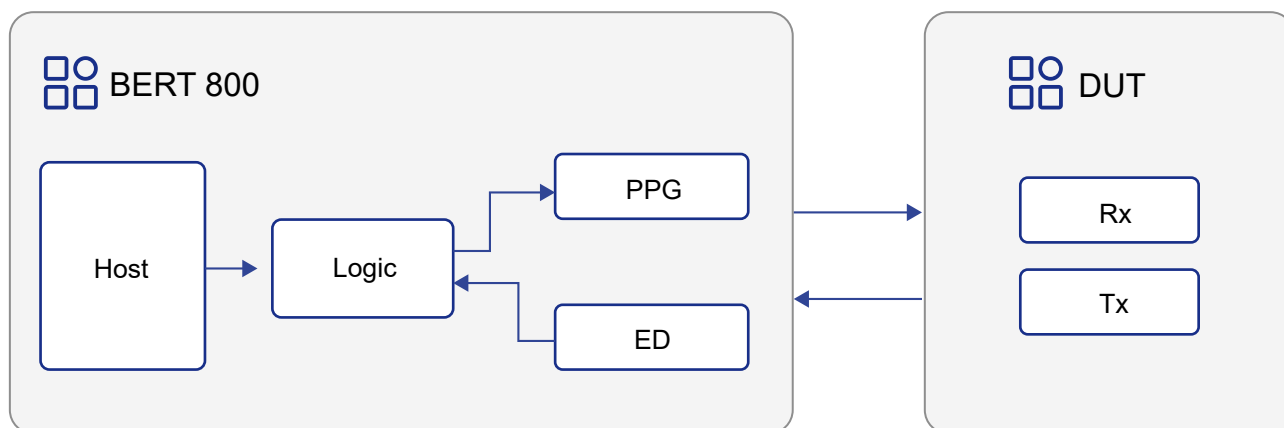 BERT 800
DUT
Host
Logic
PPG
ED
Rx
Tx